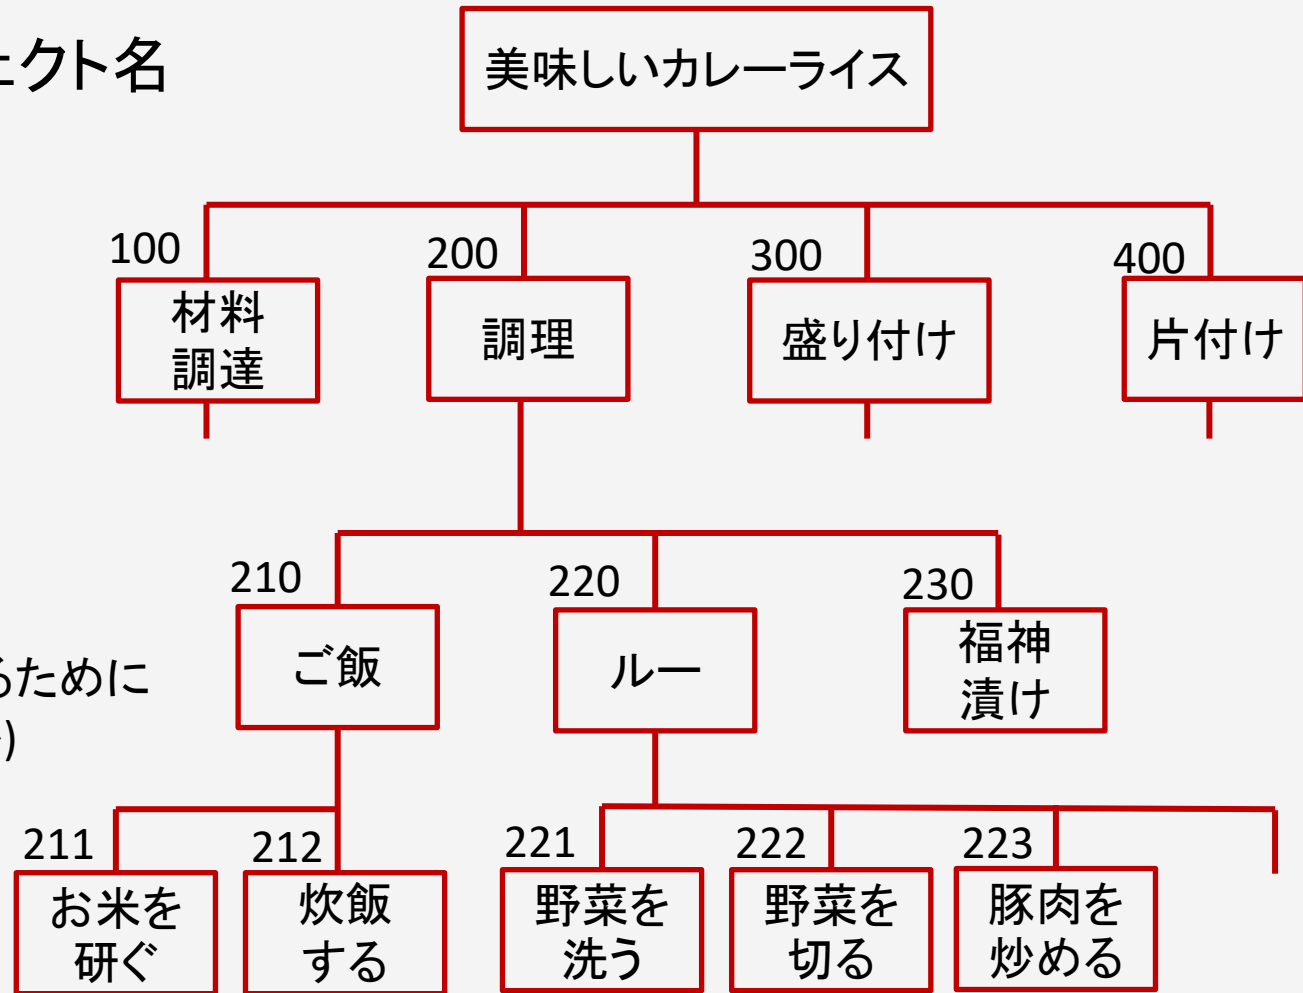 ェクト名
美味しいカレーライス
100
200
300
400
材料
調達
調理
盛り付け
片付け
210
220
230
ご飯
ルー
福神
漬け
るために
)
211
212
221
222
223
お米を
研ぐ
炊飯
する
野菜を
洗う
野菜を
切る
豚肉を
炒める